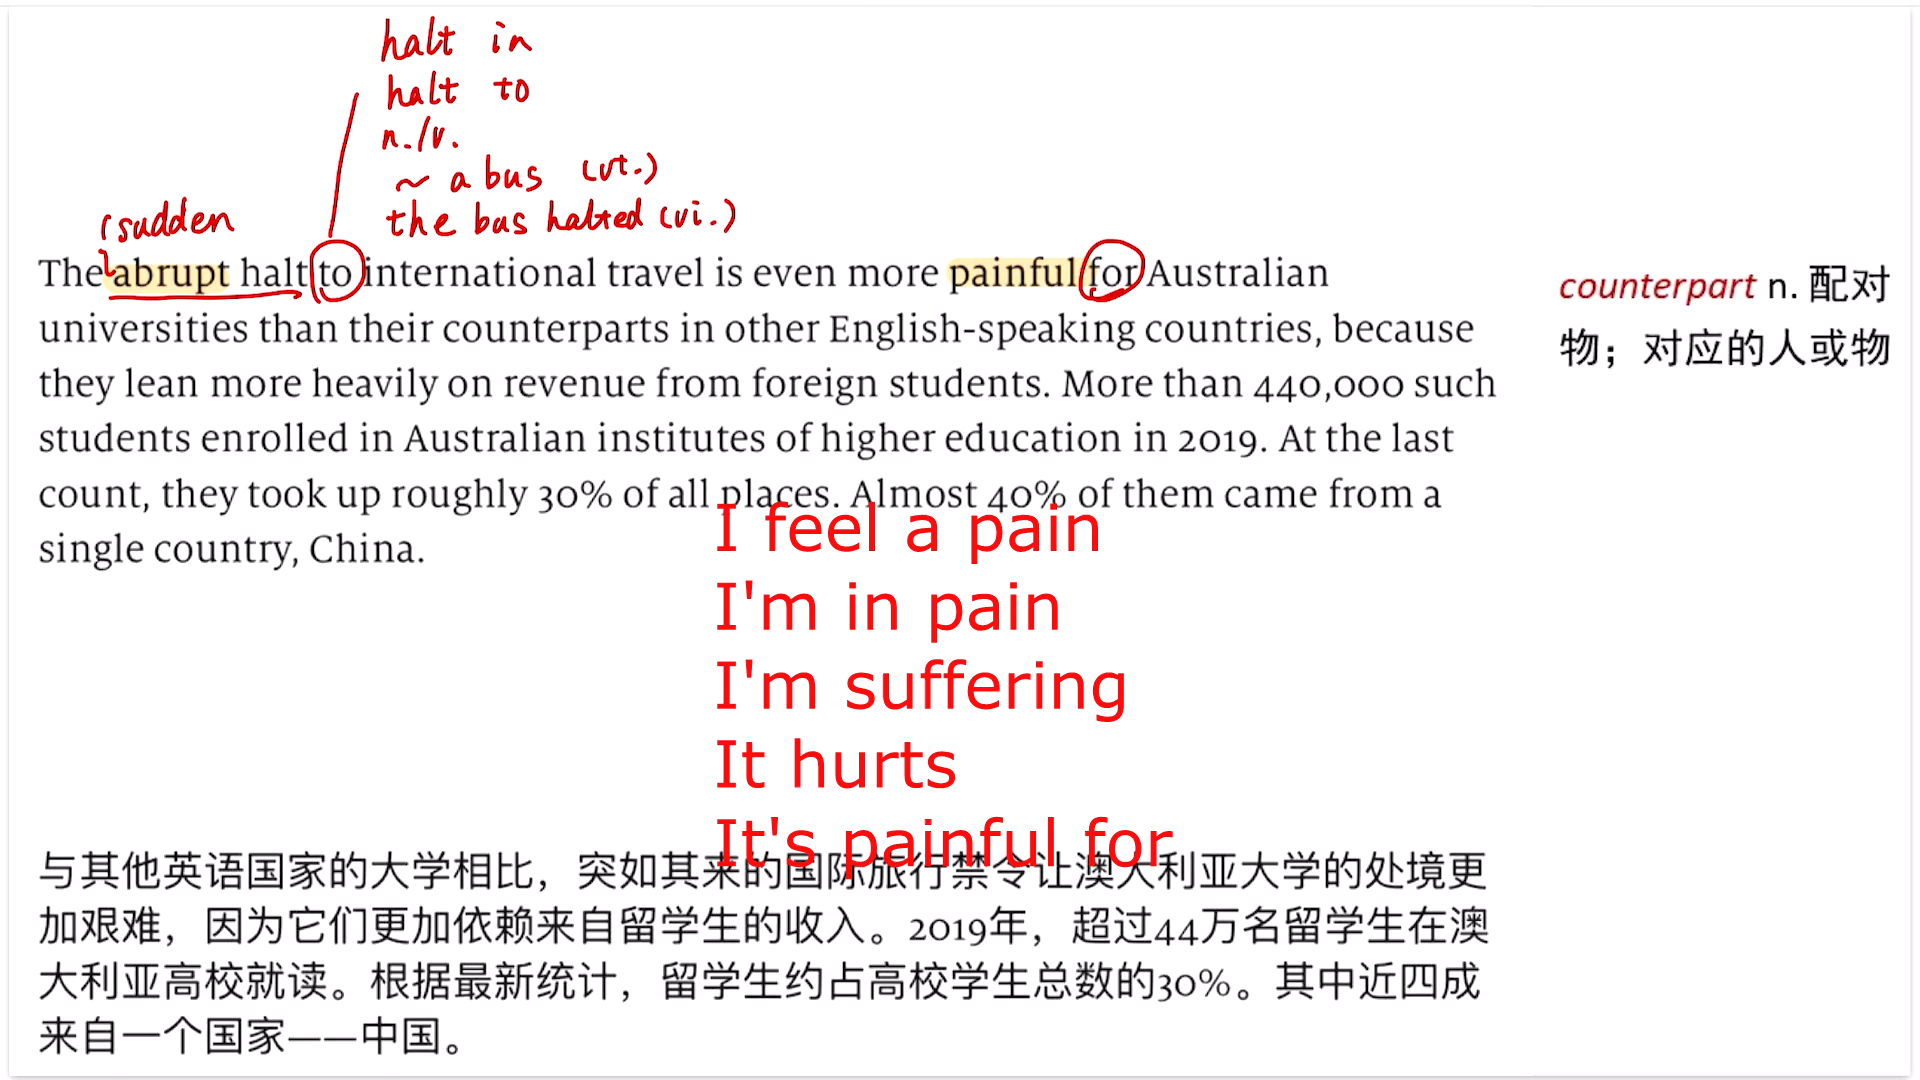 halt in
halt to
n./v.
~ a bus (vt.)
the bus halted (vi.)
(sudden
The abrupt halt to international travel is even more painful for Australian
universities than their counterparts in other English-speaking countries, because
they lean more heavily on revenue from foreign students. More than 440,000 such
students enrolled in Australian institutes of higher education in 2019. At the last
count, they took up roughly 30% of all places. Almost 40% of them came from a
single country, China.
counterpart n. 配对
物；对应的人或物
I feel a pain
I'm in pain
I'm suffering
It hurts
It's painful for
与其他英语国家的大学相比，突如其来的国际旅行禁令让澳大利亚大学的处境更
加艰难，因为它们更加依赖来自留学生的收入。2019年，超过44万名留学生在澳
大利亚高校就读。根据最新统计，留学生约占高校学生总数的30%。其中近四成
来自一个国家——中国。